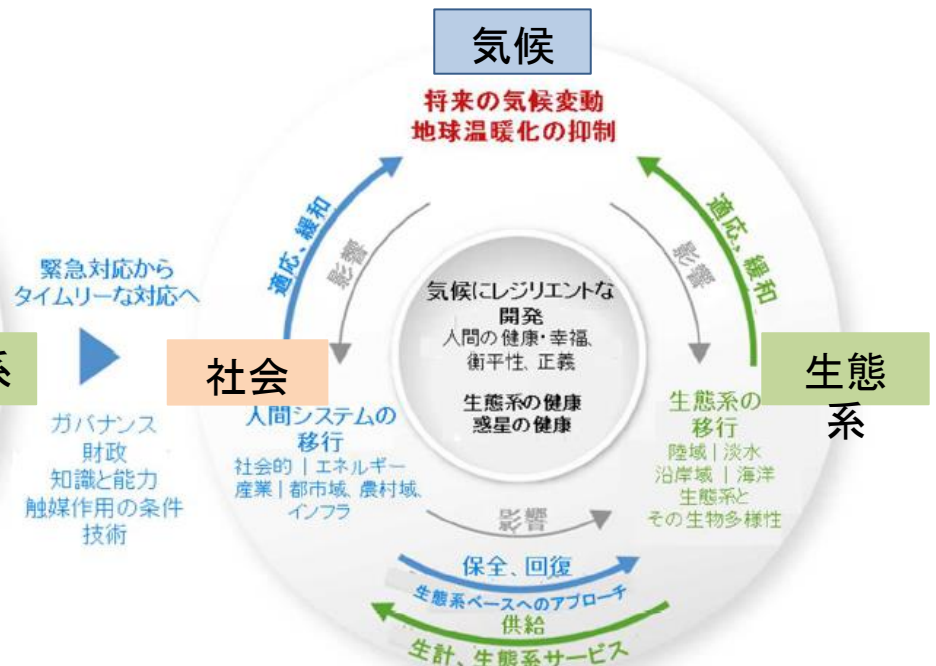 気候
将来の気候変動
地球温暖化の抑制
適応、緩和
影響
適応、緩和
影響
緊急対応から
タイムリーな対応へ
系
ガバナンス
財政
知識と能力
触媒作用の条件
技術
社会
人間システムの
移行
社会的 | エネルギー
産業 | 都市域、農村域、
インフラ
気候にレジリエントな
開発
人間の健康・幸福、
衡平性、正義
生態系の健康
惑星の健康
生態
系
生態系の
移行
陸域 | 淡水
沿岸域 | 海洋
生態系と
その生物多様性
影響
保全、回復
生態系ベースへのアプローチ
供給
生計、生態系サービス